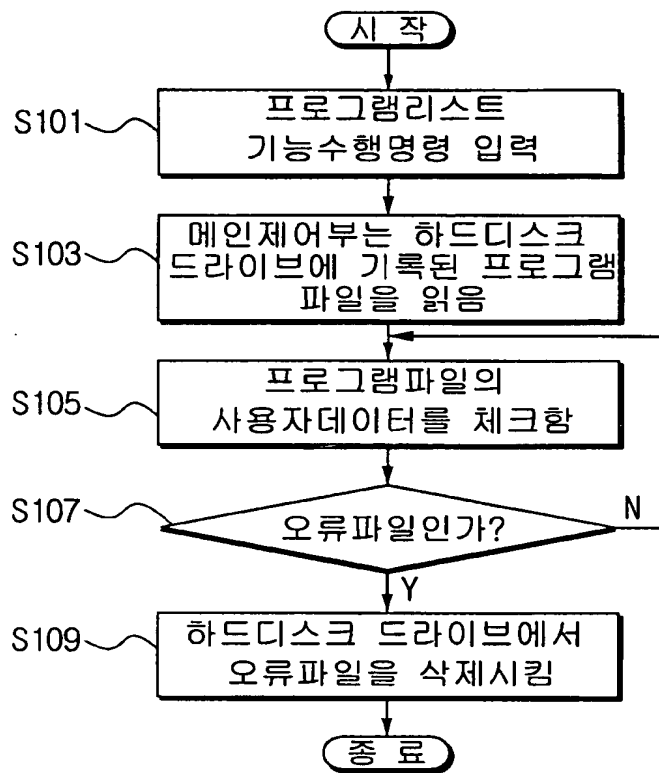 시 작
S101
프로그램리스트
기능수행명령 입력
S103
메인제어부는 하드디스크
드라이브에 기록된 프로그램
파일을 읽음
S105
프로그램파일의
사용자데이터를 체크함
S107
오류파일인가?
N
Y
S109
하드디스크 드라이브에서
오류파일을 삭제시킴
종 료